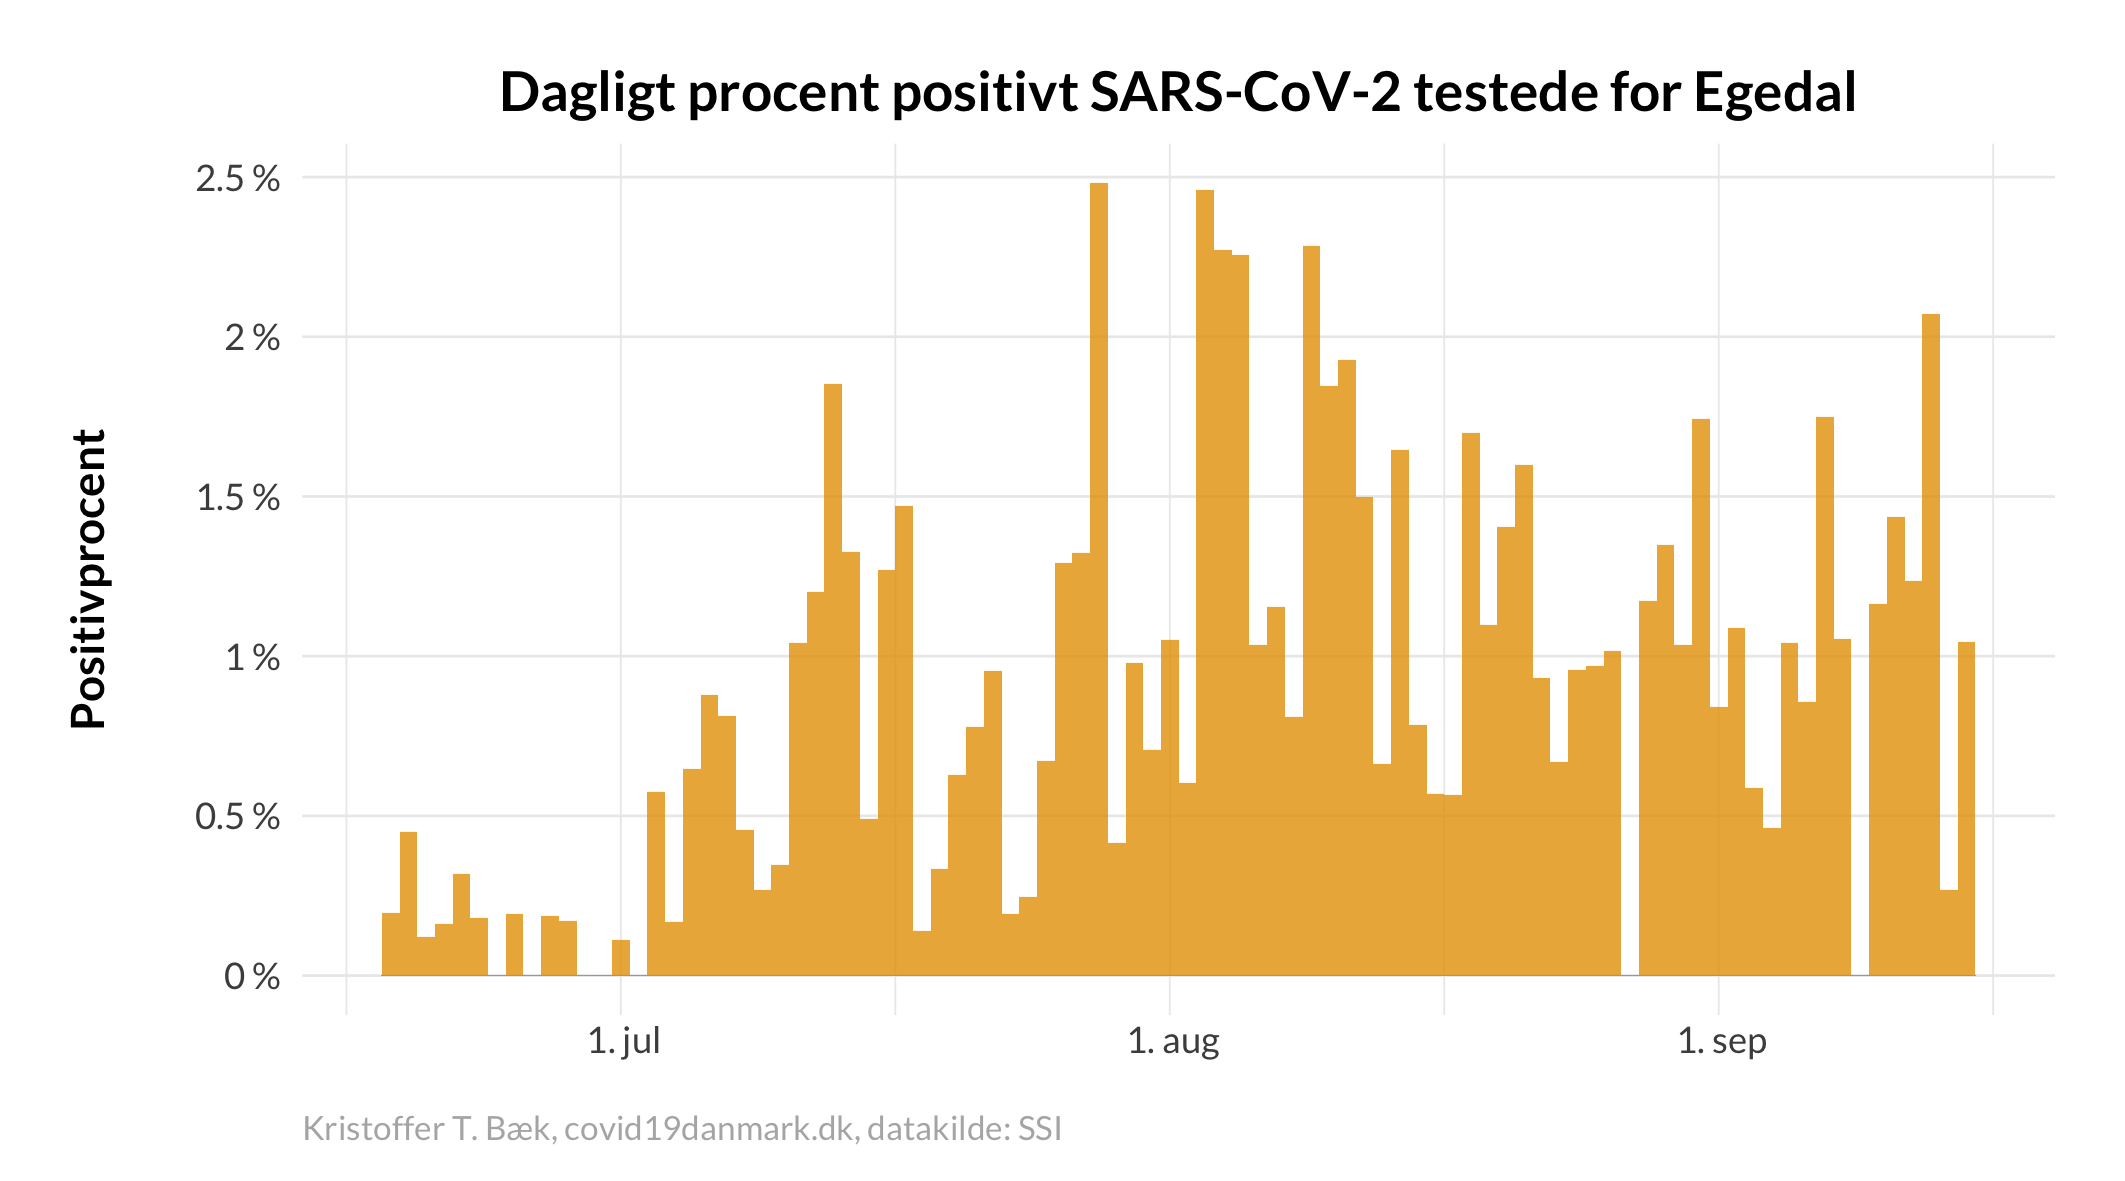 Dagligt procent positivt SARS-CoV-2 testede for Egedal
Positivprocent
2.5 %
2 %
1.5 %
1 %
0.5 %
0 %
1. jul
1. aug
1. sep
Kristoffer T. Bæk, covid19danmark.dk, datakilde: SSI